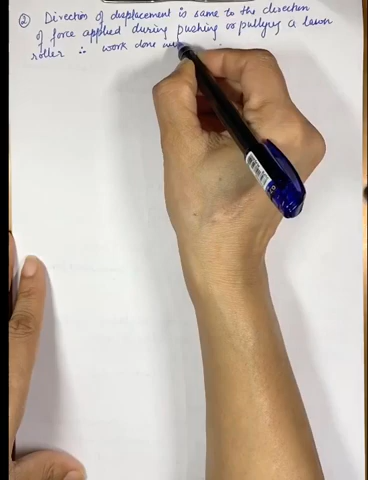 ② Direction of displacement is same to the direction
of force applied during pushing or pullying a lawn
roller ∴ work done